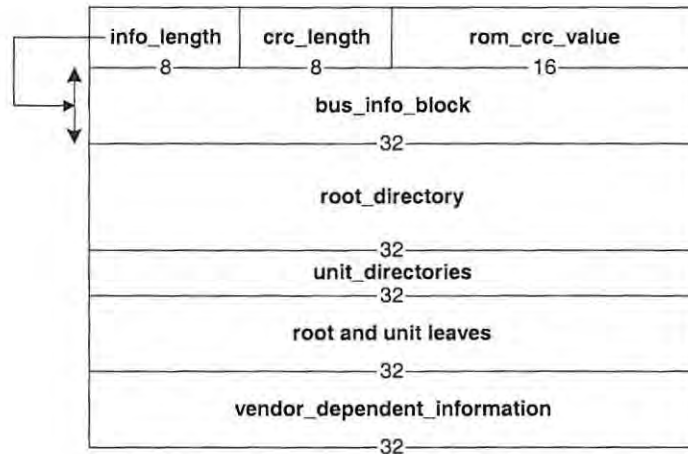 info_length crc_length rom_crc_value
8 8 16
bus_info_block
32
root_directory
32
unit_directories
32
root and unit leaves
32
vendor_dependent_information
32